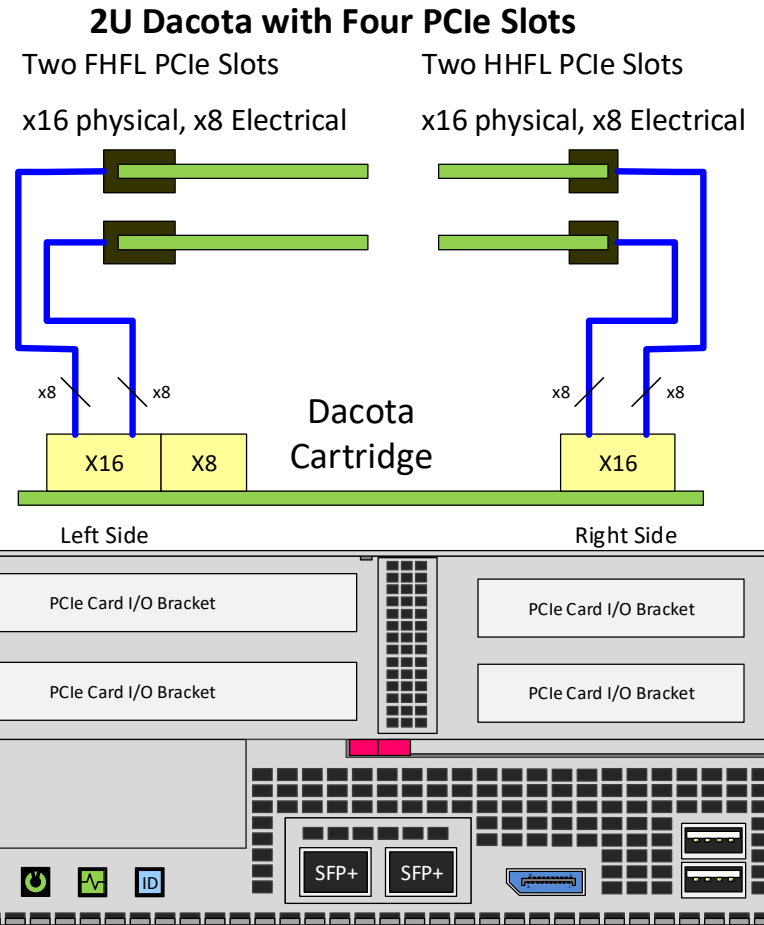 2U Dacota with Four PCIe Slots
Two FHFL PCIe Slots
Two HHFL PCIe Slots
x16 physical, x8 Electrical
x16 physical, x8 Electrical
x8
x8
x8
x8
Dacota
Cartridge
X16
X8
X16
Left Side
Right Side
PCIe Card I/O Bracket
PCIe Card I/O Bracket
PCIe Card I/O Bracket
PCIe Card I/O Bracket
SFP+
SFP+
ID